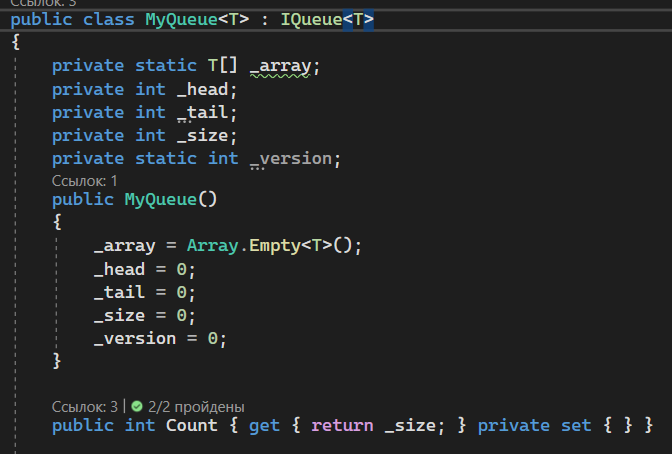 Ссылок: 3
public class MyQueue<T> : IQueue<T>
{
private static T[] _array;
private int _head;
private int _tail;
private int _size;
private static int _version;
Ссылок: 1
public MyQueue()
{
_array = Array.Empty<T>();
_head = 0;
_tail = 0;
_size = 0;
_version = 0;
}
Ссылок: 3 | 2/2 пройдены
public int Count { get { return _size; } private set { } }